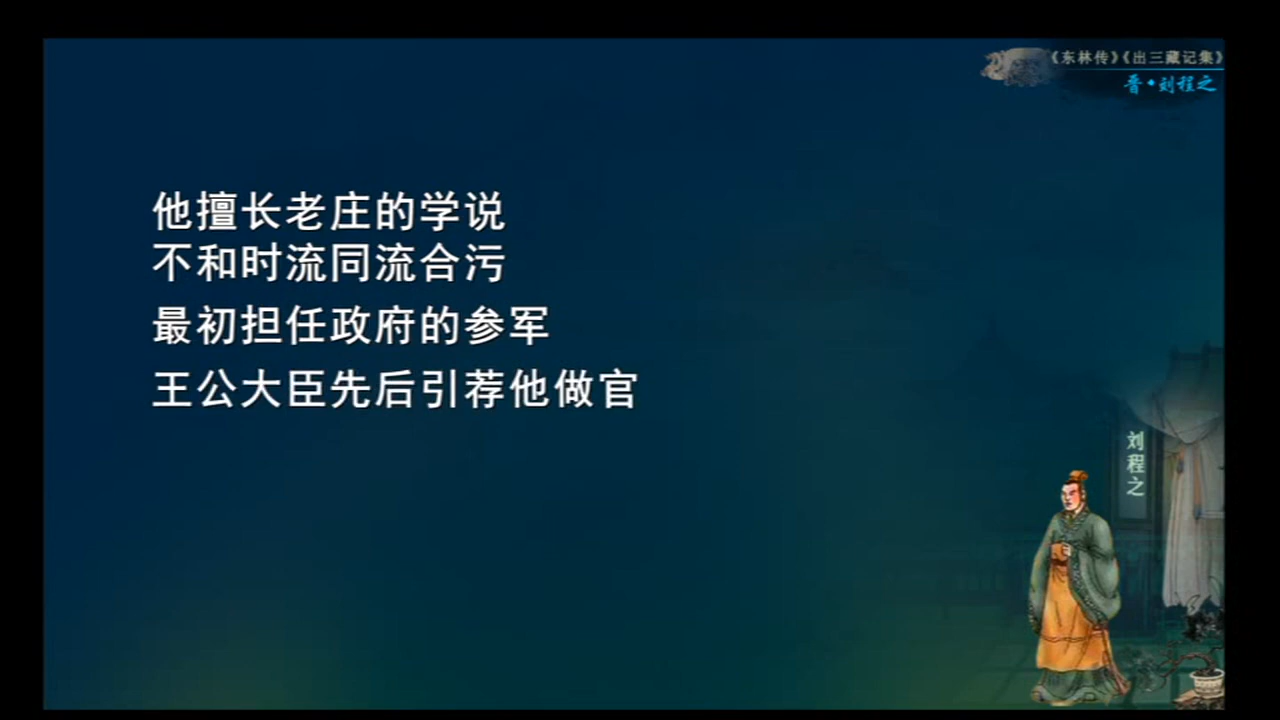 《东林传》《出三藏记集》
晋·刘程之
他擅长老庄的学说
不和时流同流合污
最初担任政府的参军
王公大臣先后引荐他做官
刘程之